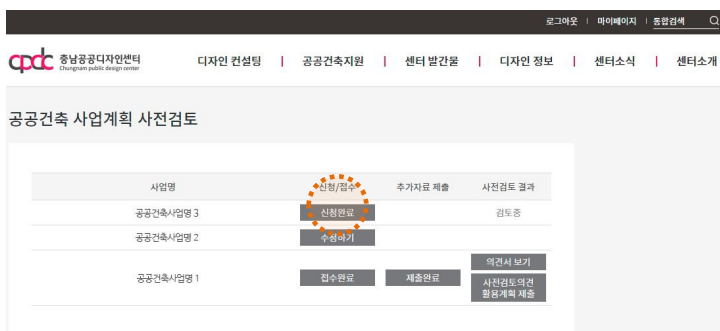 로그아웃 | 마이페이지 | 통합검색
cpdc 충남공공디자인센터
Chungnam public design center
디자인 컨설팅 | 공공건축지원 | 센터 발간물 | 디자인 정보 | 센터소식 | 센터소개
공공건축 사업계획 사전검토
사업명 신청/접수 추가자료 제출 사전검토 결과
공공건축사업명 3 신청완료 검토중
공공건축사업명 2 수정하기
공공건축사업명 1 접수완료 제출완료 의견서 보기
사전검토의견
활용계획 제출